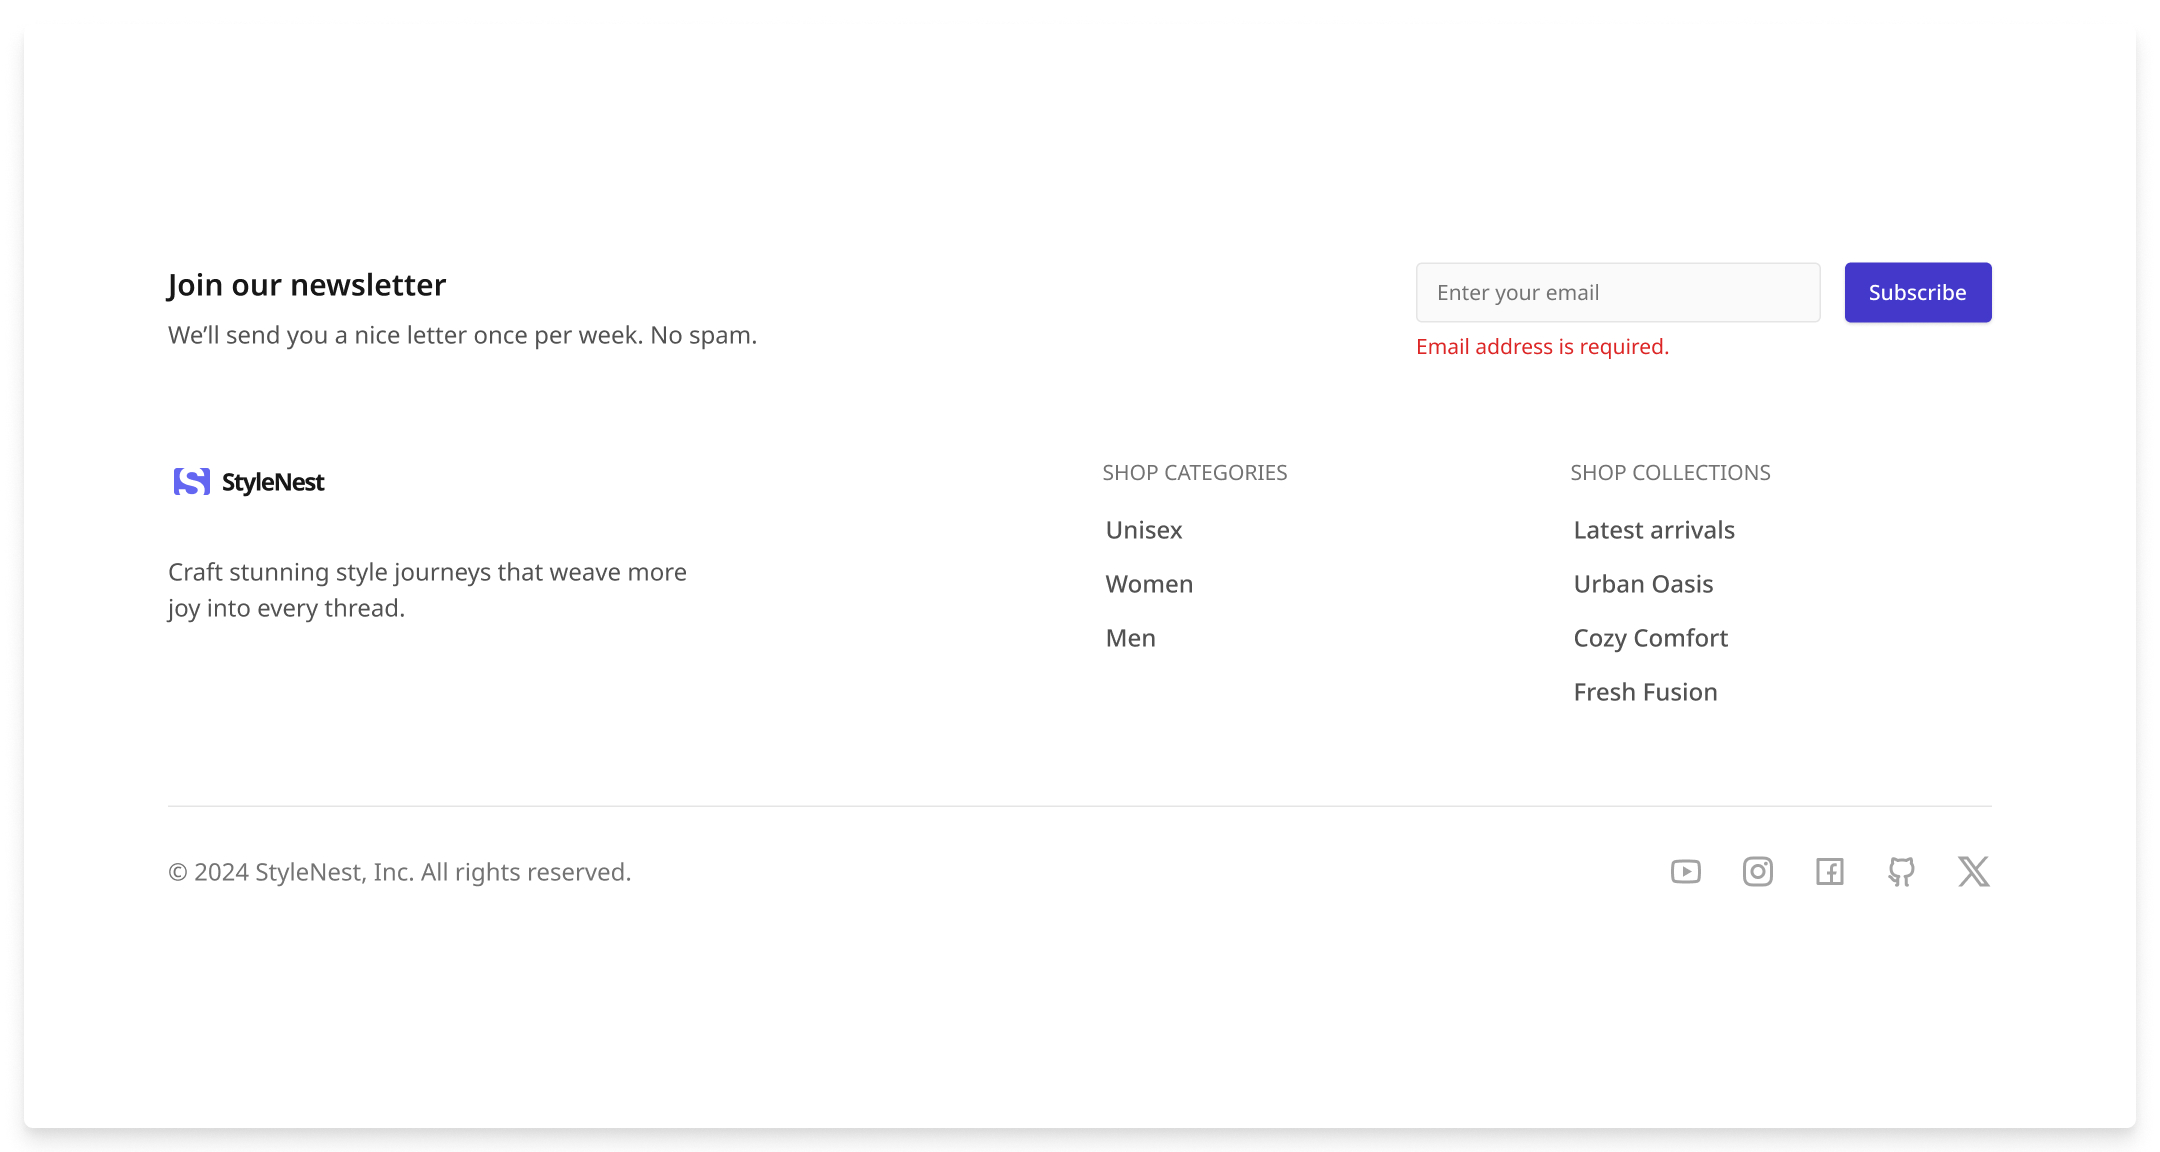 Join our newsletter
We’ll send you a nice letter once per week. No spam.
Enter your email
Subscribe
Email address is required.
StyleNest
Craft stunning style journeys that weave more
joy into every thread.
SHOP CATEGORIES
Unisex
Women
Men
SHOP COLLECTIONS
Latest arrivals
Urban Oasis
Cozy Comfort
Fresh Fusion
© 2024 StyleNest, Inc. All rights reserved.